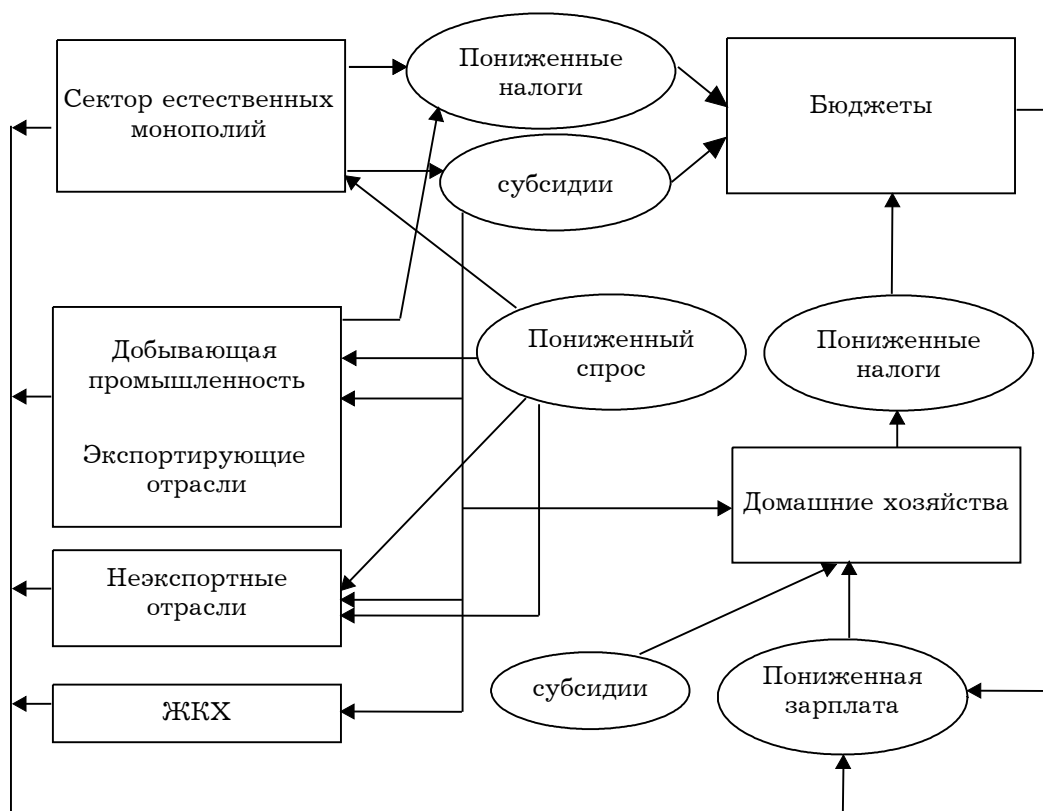 Сектор естественных
монополий
Пониженные
налоги
Бюджеты
субсидии
Добывающая
промышленность
Экспортирующие
отрасли
Пониженный
спрос
Пониженные
налоги
Домашние хозяйства
Неэкспортные
отрасли
ЖКХ
субсидии
Пониженная
зарплата